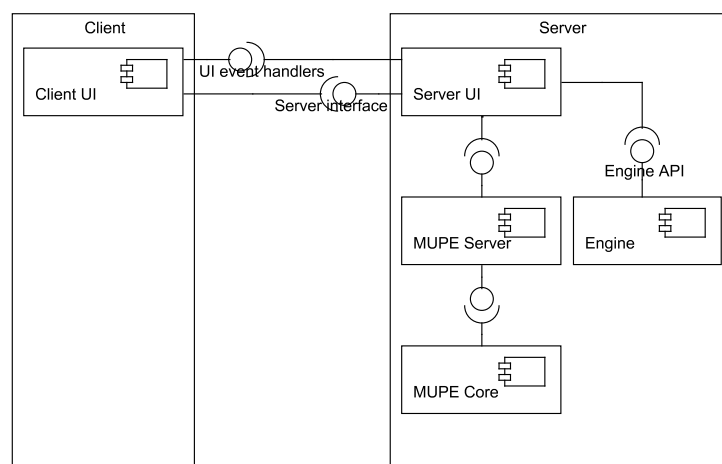 Client
Server
UI event handlers
Client UI
Server interface
Server UI
Engine API
MUPE Server
Engine
MUPE Core